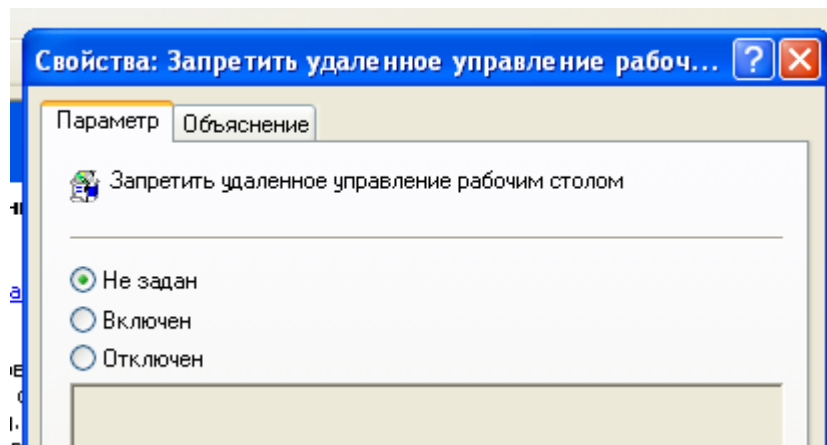 Свойства: Запретить удаленное управление рабоч...
Параметр Объяснение
Запретить удаленное управление рабочим столом
Не задан
Включен
Отключен